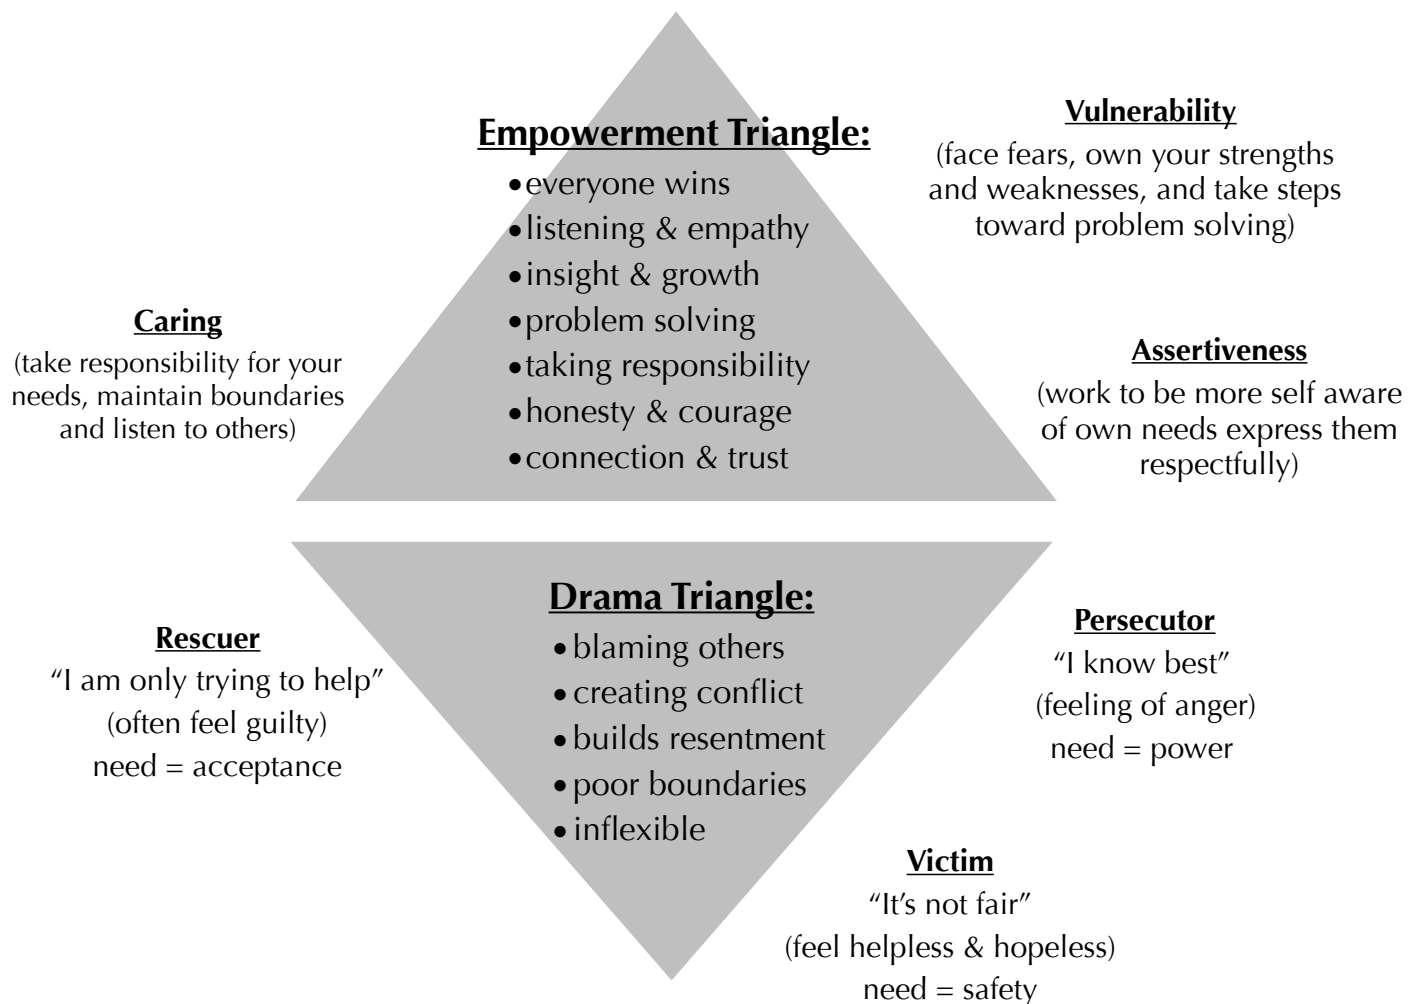 Empowerment Triangle:
•everyone wins
•listening & empathy
•insight & growth
•problem solving
•taking responsibility
•honesty & courage
•connection & trust
Vulnerability
(face fears, own your strengths
and weaknesses, and take steps
toward problem solving)
Caring
(take responsibility for your
needs, maintain boundaries
and listen to others)
Assertiveness
(work to be more self aware
of own needs express them
respectfully)
Drama Triangle:
•blaming others
•creating conflict
•builds resentment
•poor boundaries
•inflexible
Rescuer
“I am only trying to help”
(often feel guilty)
need = acceptance
Persecutor
“I know best”
(feeling of anger)
need = power
Victim
“It’s not fair”
(feel helpless & hopeless)
need = safety